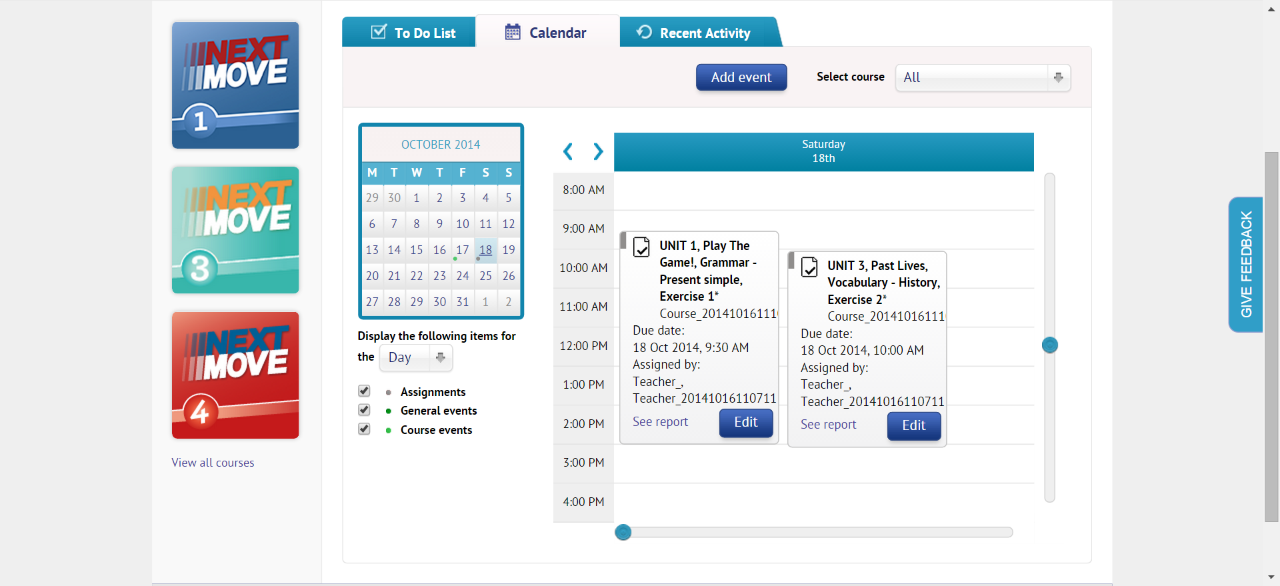 NEXT
MOVE
1
NEXT
MOVE
3
NEXT
MOVE
4
View all courses
To Do List
Calendar
Recent Activity
Add event
Select course
All
OCTOBER 2014
M T W T F S S
29 30 1 2 3 4 5
6 7 8 9 10 11 12
13 14 15 16 17 18 19
20 21 22 23 24 25 26
27 28 29 30 31 1 2
Display the following items for
the Day
Assignments
General events
Course events
Saturday
18th
8:00 AM
9:00 AM
10:00 AM
11:00 AM
12:00 PM
1:00 PM
2:00 PM
3:00 PM
4:00 PM
UNIT 1, Play The
Game!, Grammar -
Present simple,
Exercise 1*
Course_201410161110
Due date:
18 Oct 2014, 9:30 AM
Assigned by:
Teacher_,
Teacher_20141016110711
See report
Edit
UNIT 3, Past Lives,
Vocabulary - History,
Exercise 2*
Course_201410161110
Due date:
18 Oct 2014, 10:00 AM
Assigned by:
Teacher_,
Teacher_20141016110711
See report
Edit
GIVE FEEDBACK